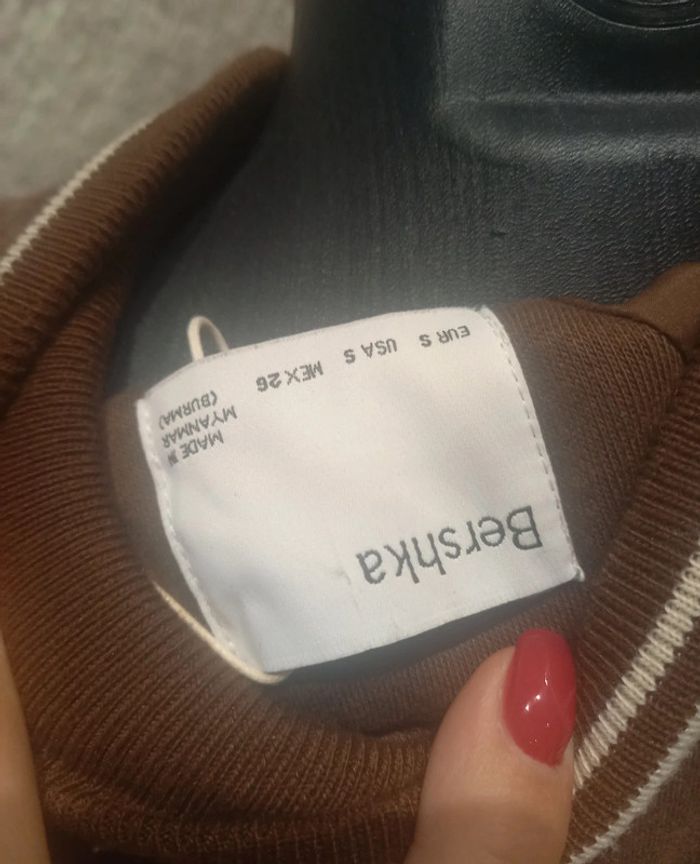 Bershka
EUR S USA S MEX 26
MADE IN
MYANMAR
(BURMA)